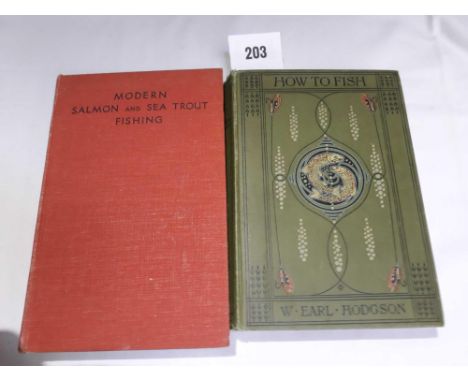 203
MODERN
SALMON AND SEA TROUT
FISHING
HOW TO FISH
W · EARL · HODGSON